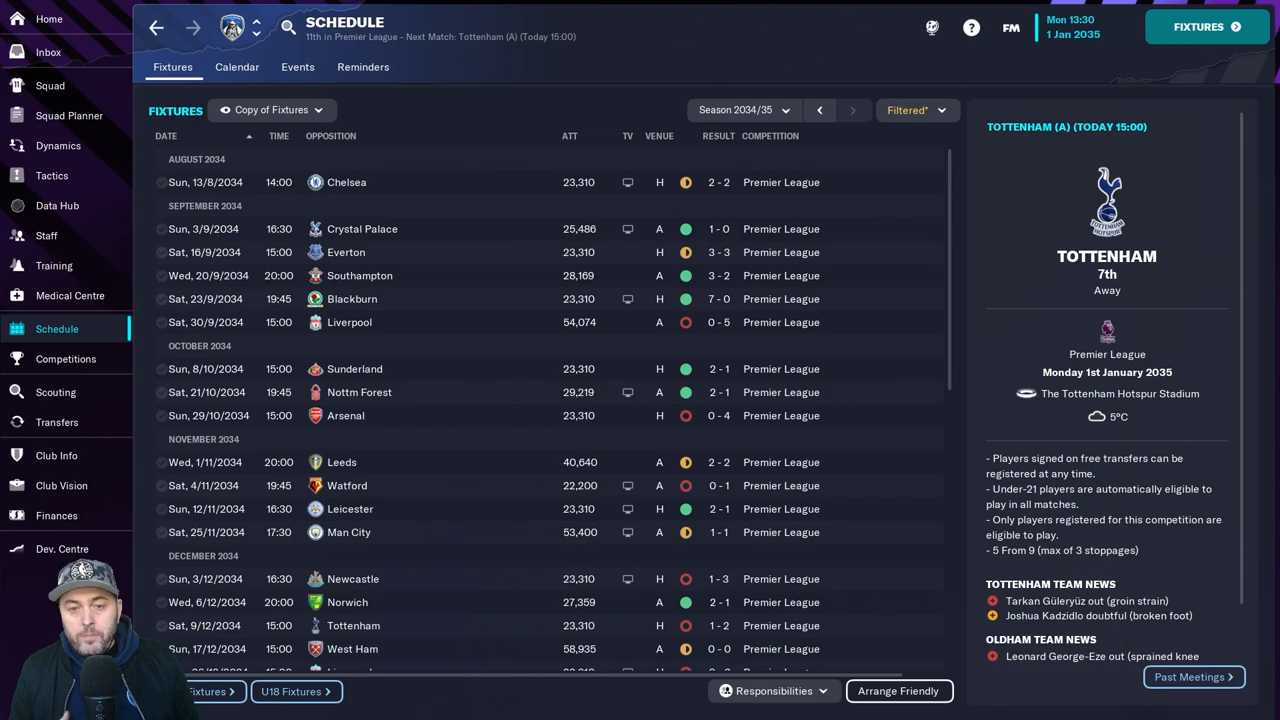 Home
Inbox
Squad
Squad Planner
Dynamics
Tactics
Data Hub
Staff
Training
Medical Centre
Schedule
Competitions
Scouting
Transfers
Club Info
Club Vision
Finances
Dev. Centre
SCHEDULE
11th in Premier League - Next Match: Tottenham (A) (Today 15:00)
FM
Mon 13:30
1 Jan 2035
FIXTURES
Fixtures Calendar Events Reminders
FIXTURES Copy of Fixtures Season 2034/35 Filtered*
DATE TIME OPPOSITION ATT TV VENUE RESULT COMPETITION
AUGUST 2034
Sun, 13/8/2034 14:00 Chelsea 23,310 H 2 - 2 Premier League
SEPTEMBER 2034
Sun, 3/9/2034 16:30 Crystal Palace 25,486 A 1 - 0 Premier League
Sat, 16/9/2034 15:00 Everton 23,310 H 3 - 3 Premier League
Wed, 20/9/2034 20:00 Southampton 28,169 A 3 - 2 Premier League
Sat, 23/9/2034 19:45 Blackburn 23,310 H 7 - 0 Premier League
Sat, 30/9/2034 15:00 Liverpool 54,074 A 0 - 5 Premier League
OCTOBER 2034
Sun, 8/10/2034 15:00 Sunderland 23,310 H 2 - 1 Premier League
Sat, 21/10/2034 19:45 Nottm Forest 29,219 A 2 - 1 Premier League
Sun, 29/10/2034 15:00 Arsenal 23,310 H 0 - 4 Premier League
NOVEMBER 2034
Wed, 1/11/2034 20:00 Leeds 40,640 A 2 - 2 Premier League
Sat, 4/11/2034 19:45 Watford 22,200 A 0 - 1 Premier League
Sun, 12/11/2034 16:30 Leicester 23,310 H 2 - 1 Premier League
Sat, 25/11/2034 17:30 Man City 53,400 A 1 - 1 Premier League
DECEMBER 2034
Sun, 3/12/2034 16:30 Newcastle 23,310 H 1 - 3 Premier League
Wed, 6/12/2034 20:00 Norwich 27,359 A 2 - 1 Premier League
Sat, 9/12/2034 15:00 Tottenham 23,310 H 1 - 2 Premier League
Sun, 17/12/2034 15:00 West Ham 58,935 A 0 - 0 Premier League
Fixtures U18 Fixtures Responsibilities Arrange Friendly
TOTTENHAM (A) (TODAY 15:00)
TOTTENHAM
HOTSPUR
TOTTENHAM
7th
Away
Premier League
Monday 1st January 2035
The Tottenham Hotspur Stadium
5°C
- Players signed on free transfers can be
registered at any time.
- Under-21 players are automatically eligible to
play in all matches.
- Only players registered for this competition are
eligible to play.
- 5 From 9 (max of 3 stoppages)
TOTTENHAM TEAM NEWS
Tarkan Güleryüz out (groin strain)
Joshua Kadzidlo doubtful (broken foot)
OLDHAM TEAM NEWS
Leonard George-Eze out (sprained knee
Past Meetings